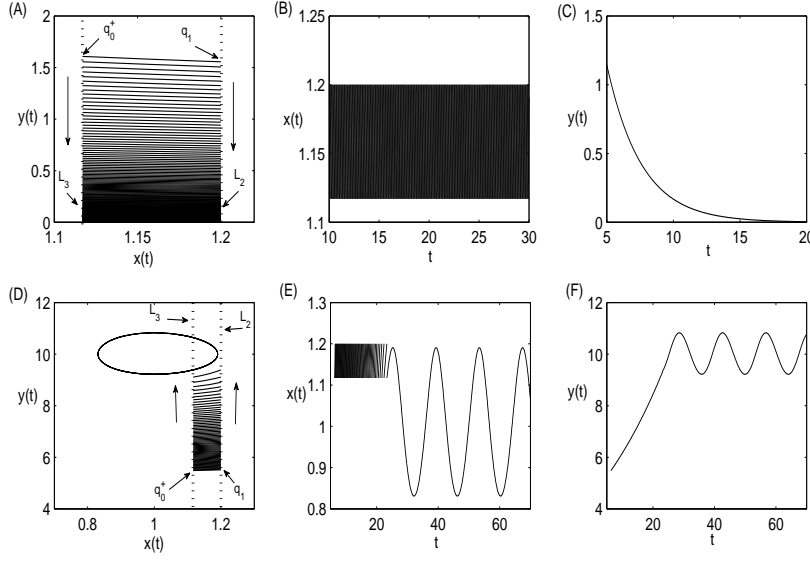 (A)
2
1.5
1
0.5
0
y(t)
q₀⁺
q₁
L₃
L₂
1.1
1.15
1.2
x(t)
(B)
1.25
1.2
1.15
1.1
x(t)
10
15
20
25
30
t
(C)
1.5
1
0.5
0
y(t)
5
10
15
20
t
(D)
12
10
8
6
4
y(t)
L₃
L₂
q₀⁺
q₁
0.8
1
1.2
x(t)
(E)
1.3
1.2
1.1
1
0.9
0.8
x(t)
20
40
60
t
(F)
12
10
8
6
4
y(t)
20
40
60
t